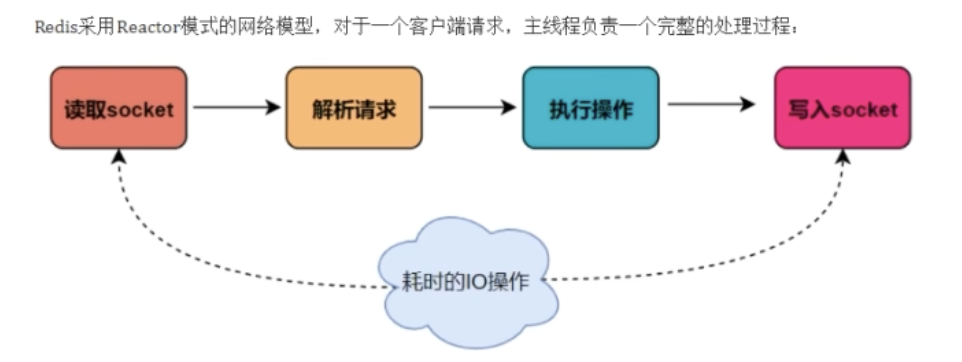 Redis采用Reactor模式的网络模型，对于一个客户端请求，主线程负责一个完整的处理过程：
读取socket
解析请求
执行操作
写入socket
耗时的IO操作